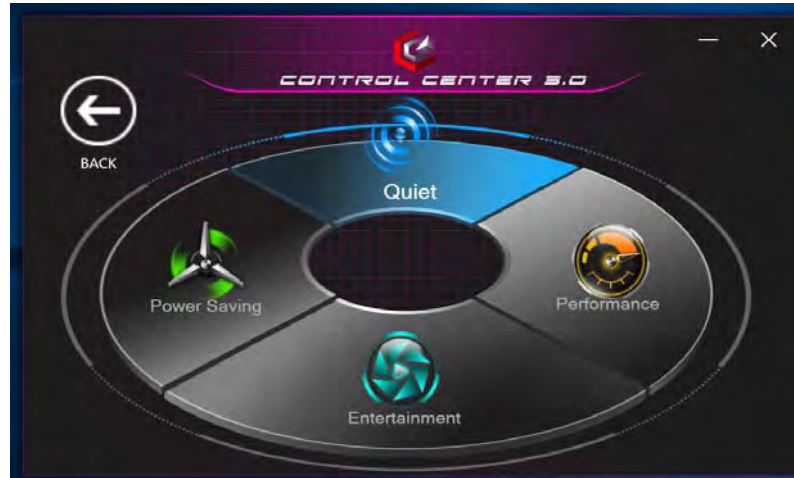 CONTROL CENTER 3.0
BACK
Quiet
Power Saving
Performance
Entertainment